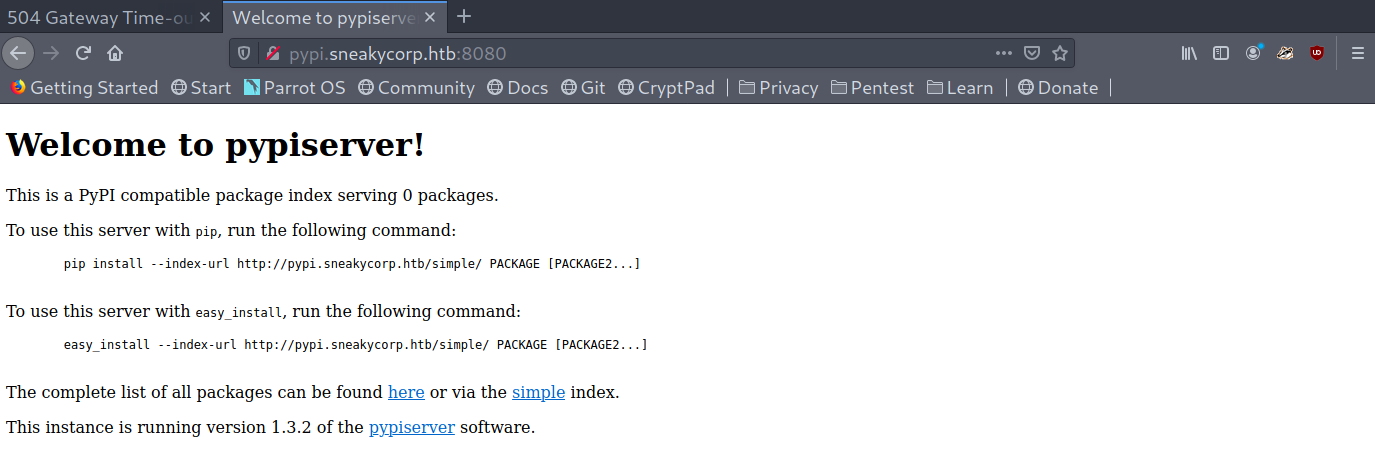 504 Gateway Time-ou
Welcome to pypiserve
pypi.sneakycorp.htb:8080
Getting Started Start Parrot OS Community Docs Git CryptPad Privacy Pentest Learn Donate
Welcome to pypiserver!
This is a PyPI compatible package index serving 0 packages.
To use this server with pip, run the following command:
pip install --index-url http://pypi.sneakycorp.htb/simple/ PACKAGE [PACKAGE2...]
To use this server with easy_install, run the following command:
easy_install --index-url http://pypi.sneakycorp.htb/simple/ PACKAGE [PACKAGE2...]
The complete list of all packages can be found here or via the simple index.
This instance is running version 1.3.2 of the pypiserver software.